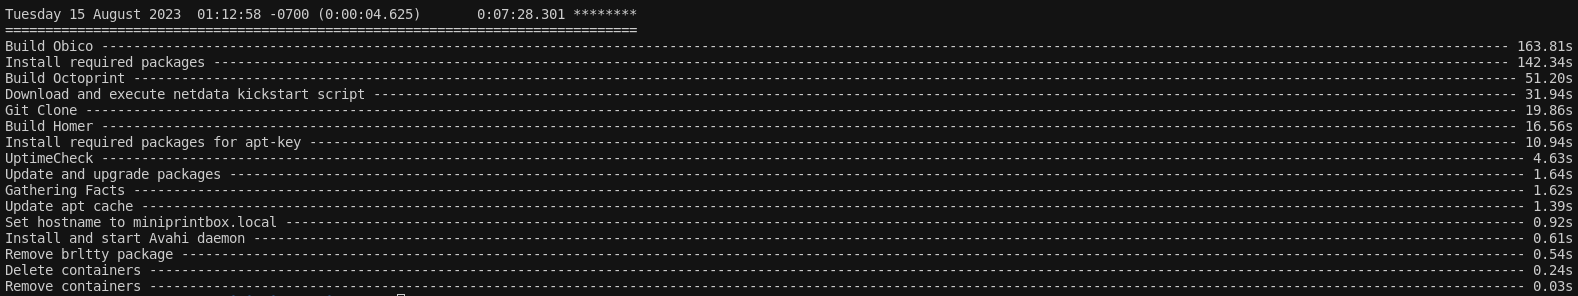 Tuesday 15 August 2023  01:12:58 -0700 (0:00:04.625)       0:07:28.301 ********
===============================================================================
Build Obico ------------------------------------------------------------- 163.81s
Install required packages ----------------------------------------------- 142.34s
Build Octoprint ---------------------------------------------------------- 51.20s
Download and execute netdata kickstart script ---------------------------- 31.94s
Git Clone ---------------------------------------------------------------- 19.86s
Build Homer -------------------------------------------------------------- 16.56s
Install required packages for apt-key ------------------------------------ 10.94s
UptimeCheck --------------------------------------------------------------- 4.63s
Update and upgrade packages ----------------------------------------------- 1.64s
Gathering Facts ----------------------------------------------------------- 1.62s
Update apt cache ---------------------------------------------------------- 1.39s
Set hostname to miniprintbox.local ---------------------------------------- 0.92s
Install and start Avahi daemon -------------------------------------------- 0.61s
Remove brltty package ----------------------------------------------------- 0.54s
Delete containers --------------------------------------------------------- 0.24s
Remove containers --------------------------------------------------------- 0.03s